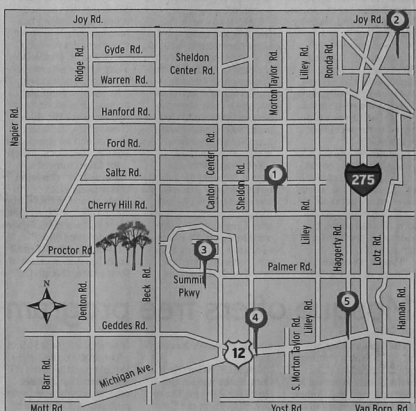 Joy Rd.
Joy Rd.
2
Ridge Rd.
Gyde Rd.
Sheldon
Center Rd.
Morton Taylor Rd.
Lilley Rd.
Ronda Rd.
Warren Rd.
Napier Rd.
Hanford Rd.
Ford Rd.
Canton Center Rd.
Sheldon Rd.
Saltz Rd.
1
275
Cherry Hill Rd.
Lilley Rd.
Haggerty Rd.
Lotz Rd.
Proctor Rd.
3
Palmer Rd.
N
Denton Rd.
Beck Rd.
Summit
Pkwy
Hannan Rd.
4
5
Geddes Rd.
S. Morton Taylor Rd.
Lilley Rd.
12
Barr Rd.
Michigan Ave.
Mott Rd.
Yost Rd.
Van Born Rd.